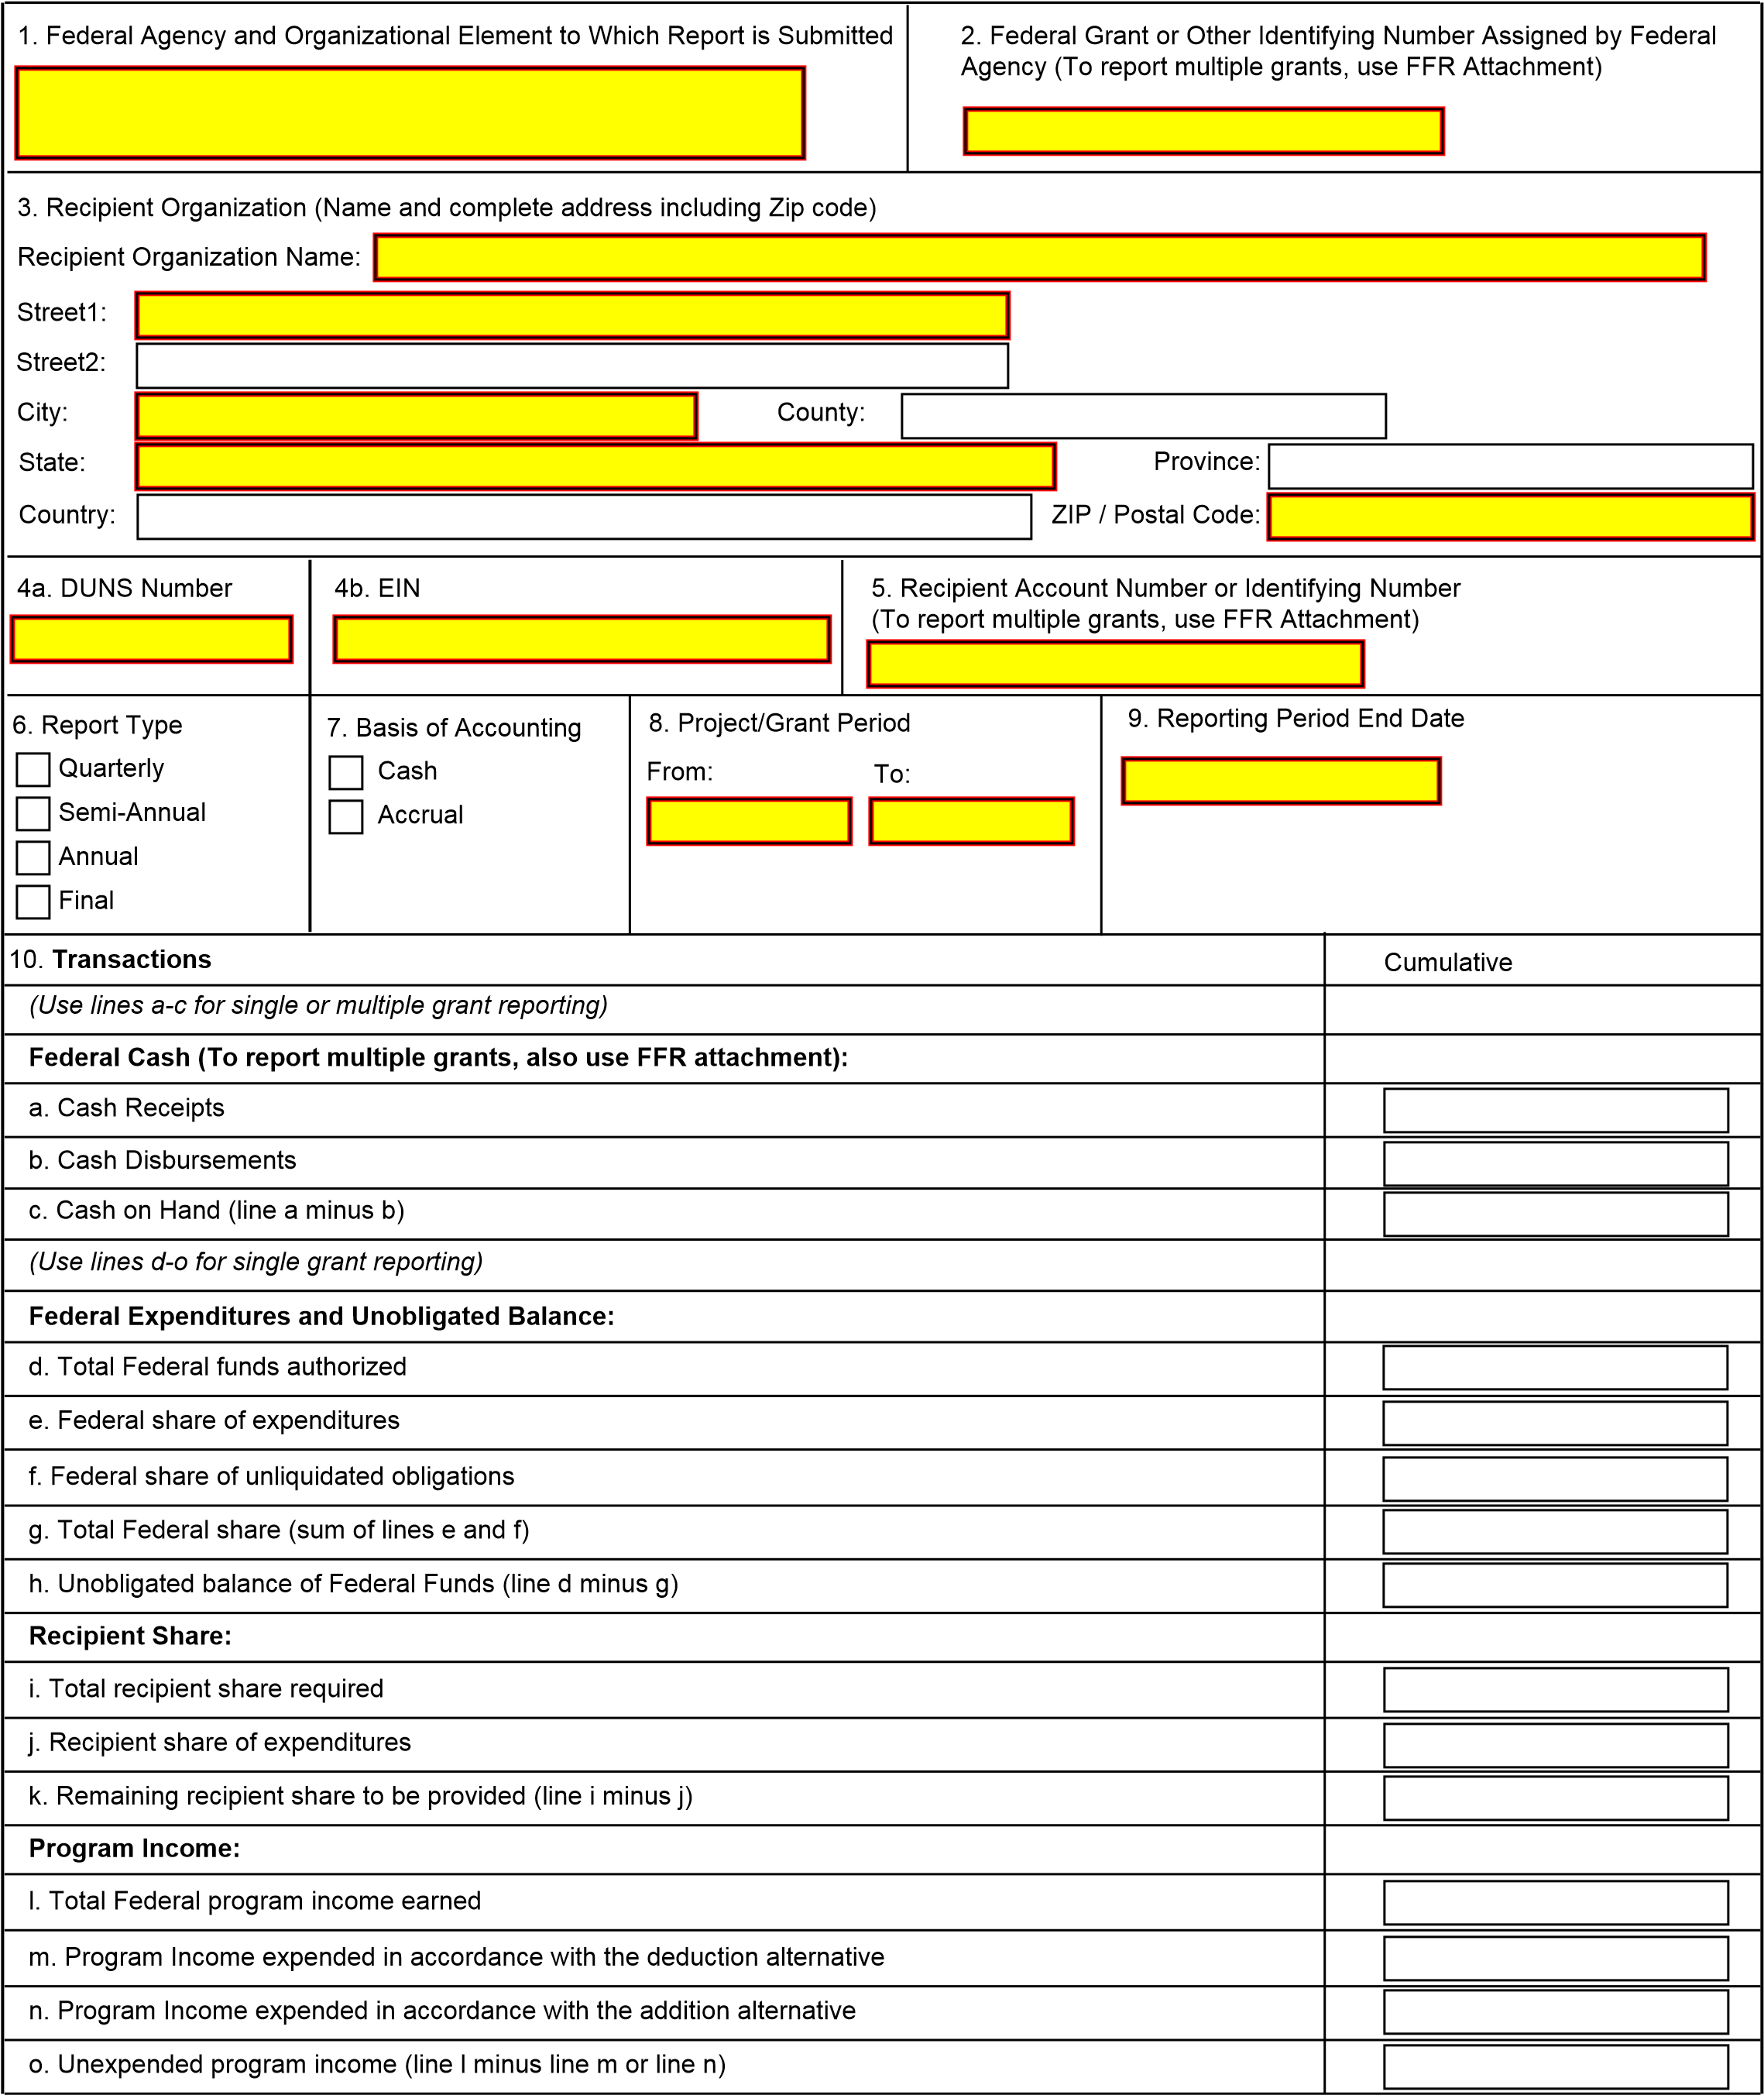 1. Federal Agency and Organizational Element to Which Report is Submitted
2. Federal Grant or Other Identifying Number Assigned by Federal
Agency (To report multiple grants, use FFR Attachment)
3. Recipient Organization (Name and complete address including Zip code)
Recipient Organization Name:
Street1:
Street2:
City:
County:
State:
Province:
Country:
ZIP / Postal Code:
4a. DUNS Number
4b. EIN
5. Recipient Account Number or Identifying Number
(To report multiple grants, use FFR Attachment)
6. Report Type
Quarterly
Semi-Annual
Annual
Final
7. Basis of Accounting
Cash
Accrual
8. Project/Grant Period
From:
To:
9. Reporting Period End Date
10. Transactions
Cumulative
(Use lines a-c for single or multiple grant reporting)
Federal Cash (To report multiple grants, also use FFR attachment):
a. Cash Receipts
b. Cash Disbursements
c. Cash on Hand (line a minus b)
(Use lines d-o for single grant reporting)
Federal Expenditures and Unobligated Balance:
d. Total Federal funds authorized
e. Federal share of expenditures
f. Federal share of unliquidated obligations
g. Total Federal share (sum of lines e and f)
h. Unobligated balance of Federal Funds (line d minus g)
Recipient Share:
i. Total recipient share required
j. Recipient share of expenditures
k. Remaining recipient share to be provided (line i minus j)
Program Income:
l. Total Federal program income earned
m. Program Income expended in accordance with the deduction alternative
n. Program Income expended in accordance with the addition alternative
o. Unexpended program income (line l minus line m or line n)